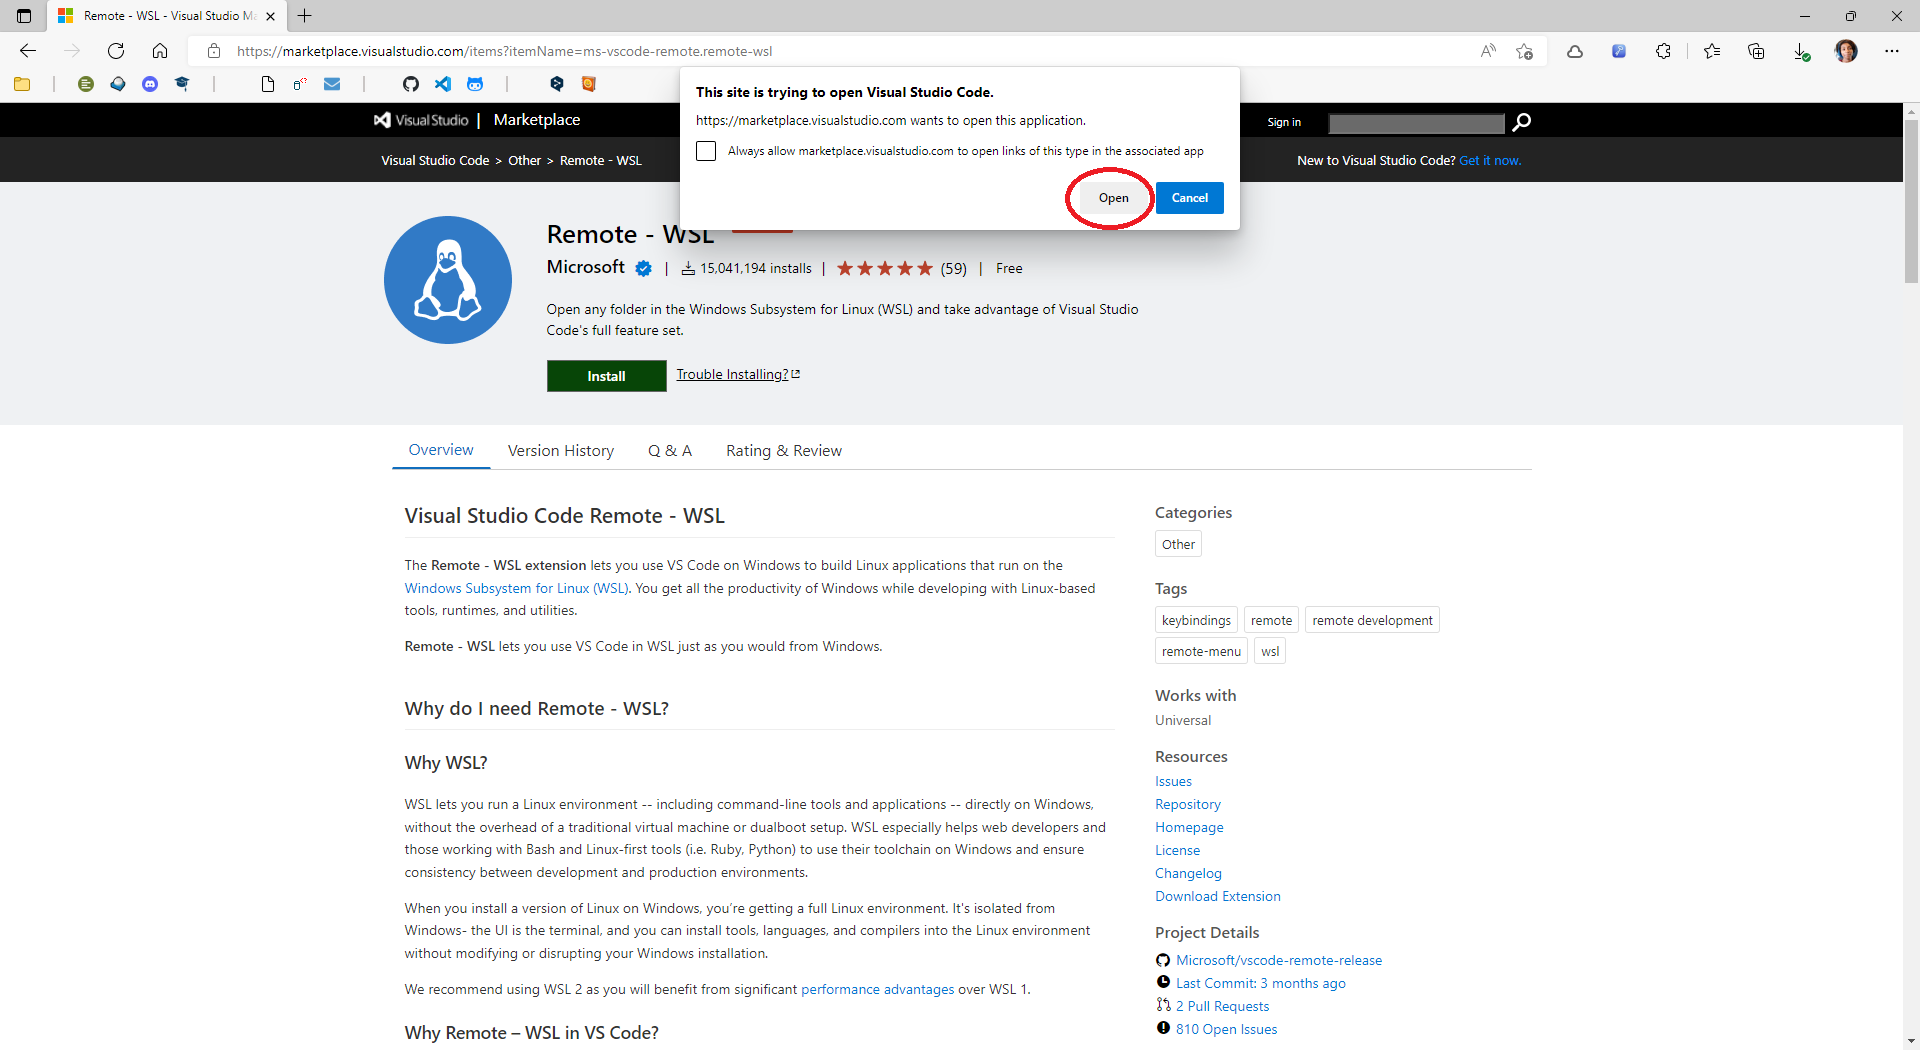 Remote - WSL - Visual Studio Ma
https://marketplace.visualstudio.com/items?itemName=ms-vscode-remote.remote-wsl
This site is trying to open Visual Studio Code.
https://marketplace.visualstudio.com wants to open this application.
Always allow marketplace.visualstudio.com to open links of this type in the associated app
Open
Cancel
Visual Studio | Marketplace
Sign in
Visual Studio Code > Other > Remote - WSL
New to Visual Studio Code? Get it now.
Remote - WSL
Microsoft | 15,041,194 installs | (59) | Free
Open any folder in the Windows Subsystem for Linux (WSL) and take advantage of Visual Studio
Code's full feature set.
Install
Trouble Installing?
Overview
Version History
Q & A
Rating & Review
Visual Studio Code Remote - WSL
The Remote - WSL extension lets you use VS Code on Windows to build Linux applications that run on the
Windows Subsystem for Linux (WSL). You get all the productivity of Windows while developing with Linux-based
tools, runtimes, and utilities.
Remote - WSL lets you use VS Code in WSL just as you would from Windows.
Why do I need Remote - WSL?
Why WSL?
WSL lets you run a Linux environment -- including command-line tools and applications -- directly on Windows,
without the overhead of a traditional virtual machine or dualboot setup. WSL especially helps web developers and
those working with Bash and Linux-first tools (i.e. Ruby, Python) to use their toolchain on Windows and ensure
consistency between development and production environments.
When you install a version of Linux on Windows, you're getting a full Linux environment. It's isolated from
Windows- the UI is the terminal, and you can install tools, languages, and compilers into the Linux environment
without modifying or disrupting your Windows installation.
We recommend using WSL 2 as you will benefit from significant performance advantages over WSL 1.
Why Remote – WSL in VS Code?
Categories
Other
Tags
keybindings
remote
remote development
remote-menu
wsl
Works with
Universal
Resources
Issues
Repository
Homepage
License
Changelog
Download Extension
Project Details
Microsoft/vscode-remote-release
Last Commit: 3 months ago
2 Pull Requests
810 Open Issues